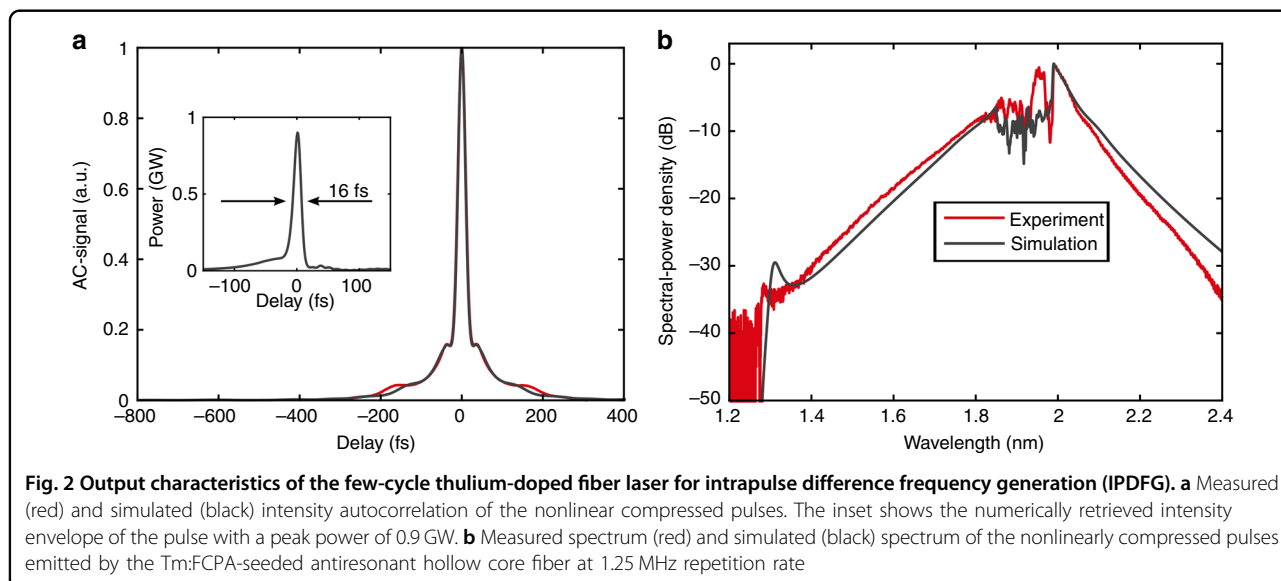 a
1
0.8
0.6
0.4
0.2
0
AC-signal (a.u.)
−800
−600
−400
−200
0
200
400
Delay (fs)
1
0.5
0
Power (GW)
16 fs
−100
0
100
Delay (fs)
b
0
−10
−20
−30
−40
−50
Spectral-power density (dB)
Experiment
Simulation
1.2
1.4
1.6
1.8
2
2.2
2.4
Wavelength (nm)
Fig. 2 Output characteristics of the few-cycle thulium-doped fiber laser for intrapulse difference frequency generation (IPDFG). a Measured
(red) and simulated (black) intensity autocorrelation of the nonlinear compressed pulses. The inset shows the numerically retrieved intensity
envelope of the pulse with a peak power of 0.9 GW. b Measured spectrum (red) and simulated (black) spectrum of the nonlinearly compressed pulses
emitted by the Tm:FCPA-seeded antiresonant hollow core fiber at 1.25 MHz repetition rate